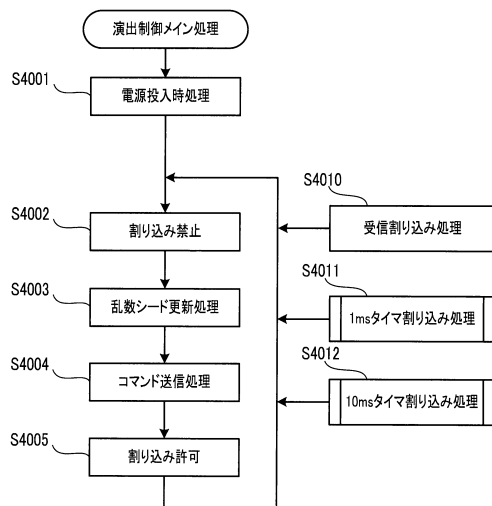 演出制御メイン処理
S4001
電源投入時処理
S4002
割り込み禁止
S4003
乱数シード更新処理
S4004
コマンド送信処理
S4005
割り込み許可
S4010
受信割り込み処理
S4011
1msタイマ割り込み処理
S4012
10msタイマ割り込み処理